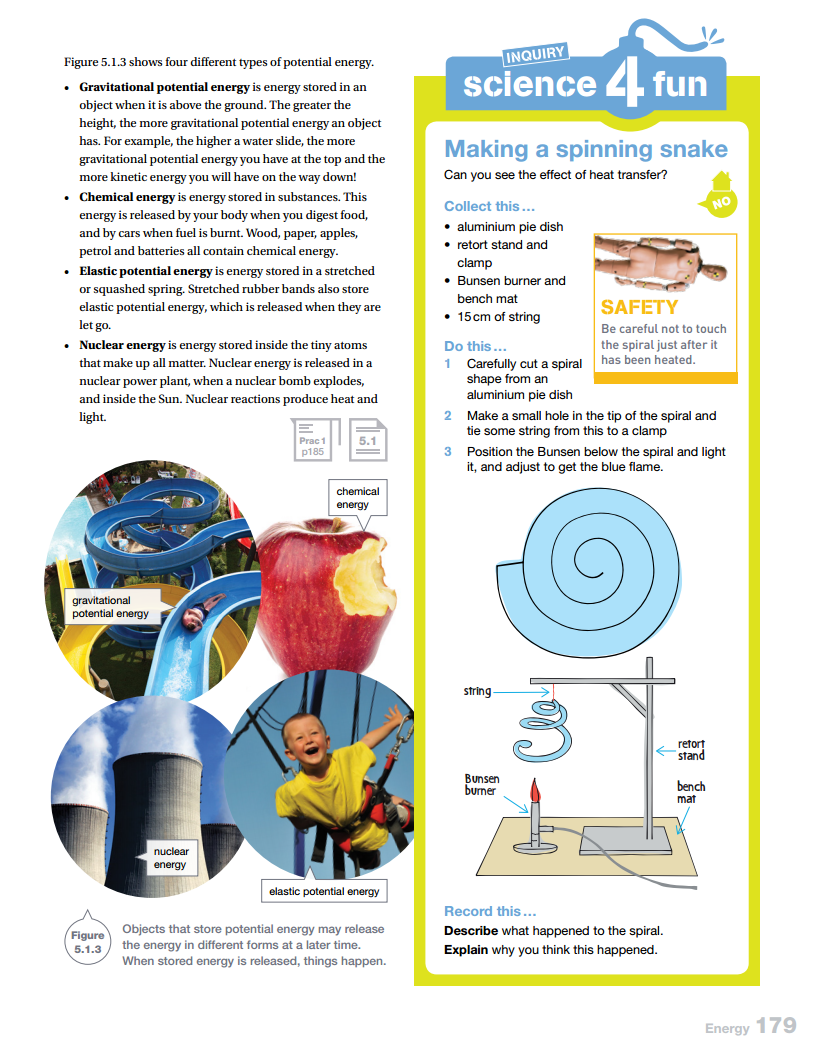 Figure 5.1.3 shows four different types of potential energy.
• Gravitational potential energy is energy stored in an
object when it is above the ground. The greater the
height, the more gravitational potential energy an object
has. For example, the higher a water slide, the more
gravitational potential energy you have at the top and the
more kinetic energy you will have on the way down!
• Chemical energy is energy stored in substances. This
energy is released by your body when you digest food,
and by cars when fuel is burnt. Wood, paper, apples,
petrol and batteries all contain chemical energy.
• Elastic potential energy is energy stored in a stretched
or squashed spring. Stretched rubber bands also store
elastic potential energy, which is released when they are
let go.
• Nuclear energy is energy stored inside the tiny atoms
that make up all matter. Nuclear energy is released in a
nuclear power plant, when a nuclear bomb explodes,
and inside the Sun. Nuclear reactions produce heat and
light.
Prac 1
p185
5.1
chemical
energy
gravitational
potential energy
nuclear
energy
elastic potential energy
Figure
5.1.3
Objects that store potential energy may release
the energy in different forms at a later time.
When stored energy is released, things happen.
INQUIRY
science 4 fun
Making a spinning snake
Can you see the effect of heat transfer?
NO
Collect this...
• aluminium pie dish
• retort stand and
clamp
• Bunsen burner and
bench mat
• 15 cm of string
SAFETY
Be careful not to touch
the spiral just after it
has been heated.
Do this...
1 Carefully cut a spiral
shape from an
aluminium pie dish
2 Make a small hole in the tip of the spiral and
tie some string from this to a clamp
3 Position the Bunsen below the spiral and light
it, and adjust to get the blue flame.
string
retort
stand
Bunsen
burner
bench
mat
Record this...
Describe what happened to the spiral.
Explain why you think this happened.
Energy 179